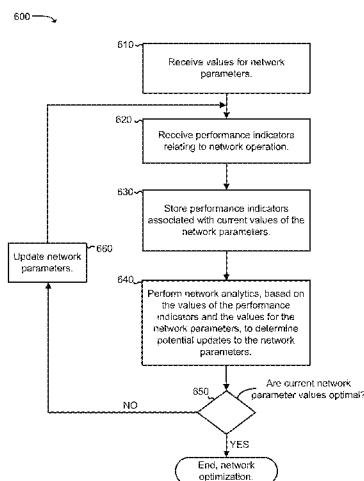 600
610
Receive values for network
parameters.
620
Receive performance indicators
relating to network operation.
630
Store performance indicators
associated with current values of the
network parameters.
660
Update network
parameters.
640
Perform network analytics, based on
the values of the performance
indicators and the values for the
network parameters, to determine
potential updates to the network
parameters.
650
Are current network
parameter values optimal?
NO
YES
End, network
optimization.